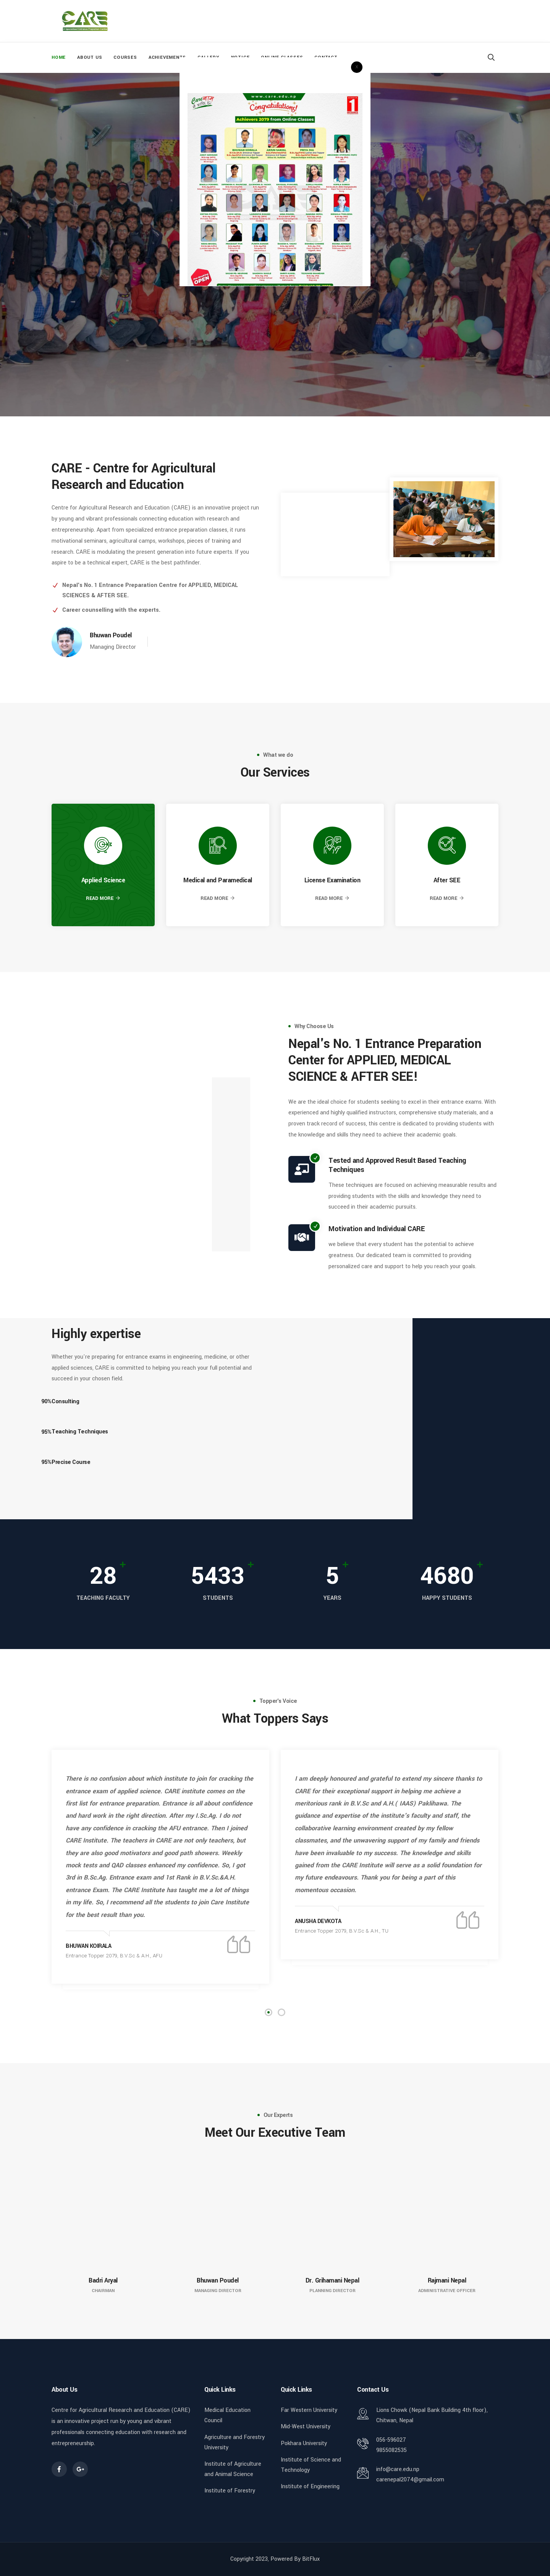 CARE
HOME ABOUT US COURSES ACHIEVEMENTS GALLERY NOTICE ONLINE CLASSES CONTACT
www.care.edu.np
Congratulations!
Achievers 2079 from Online Classes
1
OPEN
CARE - Centre for Agricultural
Research and Education
Centre for Agricultural Research and Education (CARE) is an innovative project run
by young and vibrant professionals connecting education with research and
entrepreneurship. Apart from specialized entrance preparation classes, it runs
motivational seminars, agricultural camps, workshops, pieces of training and
research. CARE is modulating the present generation into future experts. If you
aspire to be a technical expert, CARE is the best pathfinder.
Nepal's No. 1 Entrance Preparation Centre for APPLIED, MEDICAL
SCIENCES & AFTER SEE.
Career counselling with the experts.
Bhuwan Poudel
Managing Director
What we do
Our Services
Applied Science
READ MORE
Medical and Paramedical
READ MORE
License Examination
READ MORE
After SEE
READ MORE
Why Choose Us
Nepal's No. 1 Entrance Preparation
Center for APPLIED, MEDICAL
SCIENCE & AFTER SEE!
We are the ideal choice for students seeking to excel in their entrance exams. With
experienced and highly qualified instructors, comprehensive study materials, and a
proven track record of success, this centre is dedicated to providing students with
the knowledge and skills they need to achieve their academic goals.
Tested and Approved Result Based Teaching
Techniques
These techniques are focused on achieving measurable results and
providing students with the skills and knowledge they need to
succeed in their academic pursuits.
Motivation and Individual CARE
we believe that every student has the potential to achieve
greatness. Our dedicated team is committed to providing
personalized care and support to help you reach your goals.
Highly expertise
Whether you're preparing for entrance exams in engineering, medicine, or other
applied sciences, CARE is committed to helping you reach your full potential and
succeed in your chosen field.
90%Consulting
95%Teaching Techniques
95%Precise Course
28+
TEACHING FACULTY
5433+
STUDENTS
5+
YEARS
4680+
HAPPY STUDENTS
Topper's Voice
What Toppers Says
There is no confusion about which institute to join for cracking the
entrance exam of applied science. CARE institute comes on the
first list for entrance preparation. Entrance is all about confidence
and hard work in the right direction. After my I.Sc.Ag. I do not
have any confidence in cracking the AFU entrance. Then I joined
CARE Institute. The teachers in CARE are not only teachers, but
they are also good motivators and good path showers. Weekly
mock tests and QAD classes enhanced my confidence. So, I got
3rd in B.Sc.Ag. Entrance exam and 1st Rank in B.V.Sc.&A.H.
entrance Exam. The CARE Institute has taught me a lot of things
in my life. So, I recommend all the students to join Care Institute
for the best result than you.
BHUWAN KOIRALA
Entrance Topper 2079, B.V.Sc & A.H., AFU
I am deeply honoured and grateful to extend my sincere thanks to
CARE for their exceptional support in helping me achieve a
meritorious rank in B.V.Sc and A.H.( IAAS) Paklihawa. The
guidance and expertise of the institute's faculty and staff, the
collaborative learning environment created by my fellow
classmates, and the unwavering support of my family and friends
have been invaluable to my success. The knowledge and skills
gained from the CARE Institute will serve as a solid foundation for
my future endeavours. Thank you for being a part of this
momentous occasion.
ANUSHA DEVKOTA
Entrance Topper 2079, B.V.Sc & A.H., TU
Our Experts
Meet Our Executive Team
Badri Aryal
CHAIRMAN
Bhuwan Poudel
MANAGING DIRECTOR
Dr. Grihamani Nepal
PLANNING DIRECTOR
Rajmani Nepal
ADMINISTRATIVE OFFICER
About Us
Centre for Agricultural Research and Education (CARE)
is an innovative project run by young and vibrant
professionals connecting education with research and
entrepreneurship.
Quick Links
Medical Education
Council
Agriculture and Forestry
University
Institute of Agriculture
and Animal Science
Institute of Forestry
Quick Links
Far Western University
Mid-West University
Pokhara University
Institute of Science and
Technology
Institute of Engineering
Contact Us
Lions Chowk (Nepal Bank Building 4th floor),
Chitwan, Nepal
056-596027
9855082535
info@care.edu.np
carenepal2074@gmail.com
Copyright 2023, Powered By BitFlux